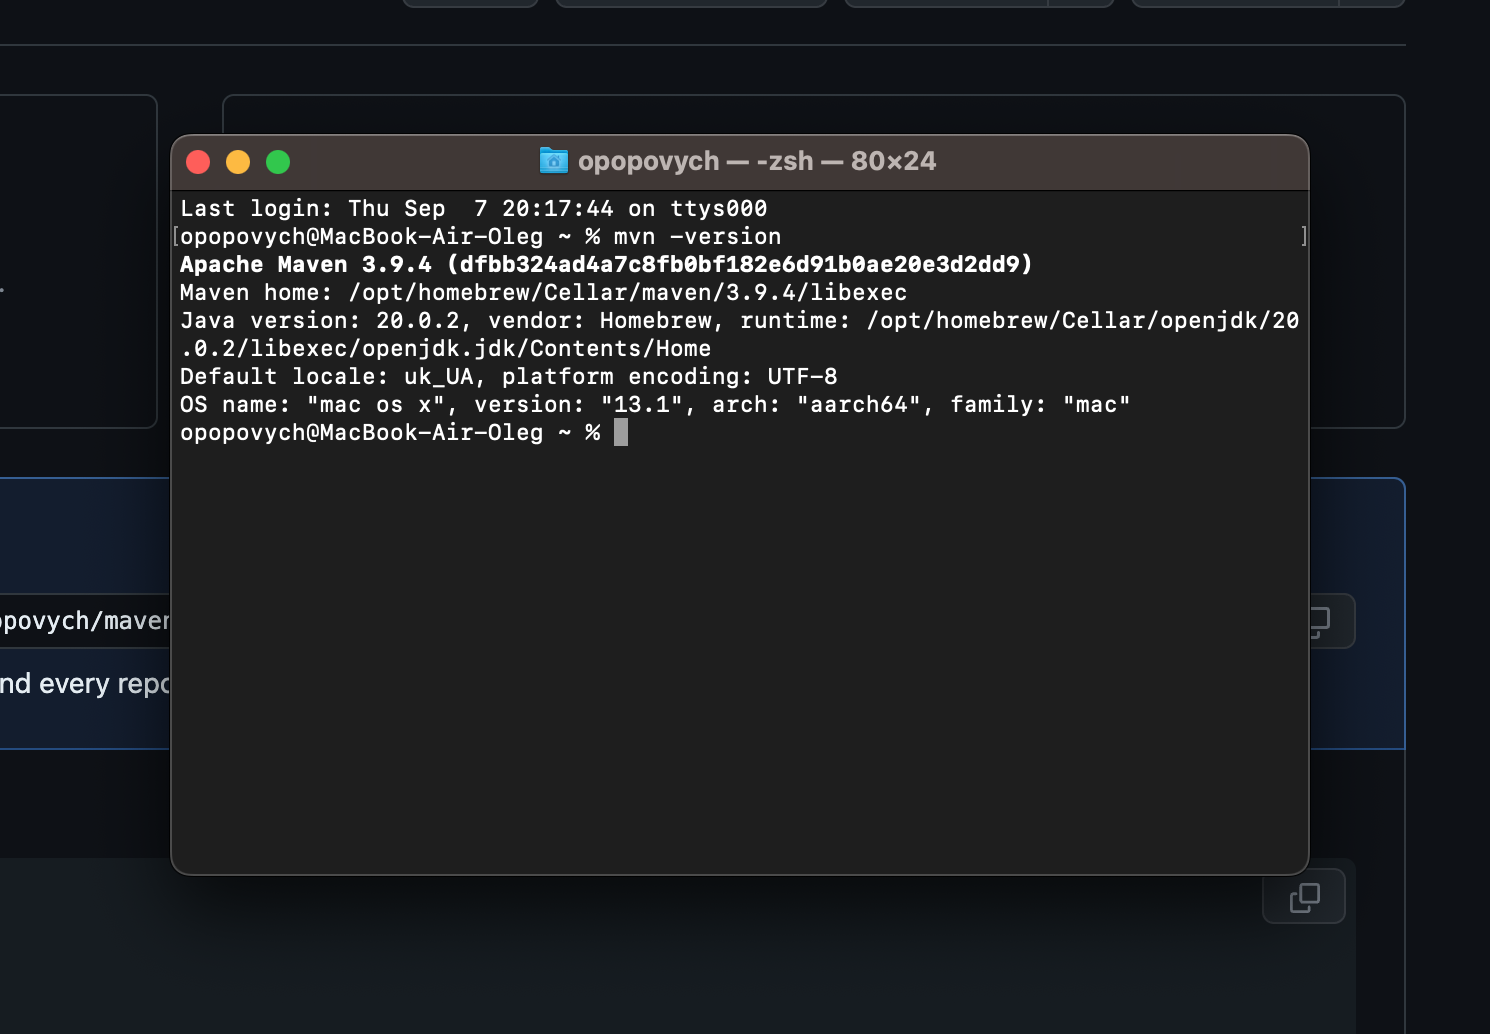 opopovych — -zsh — 80×24
Last login: Thu Sep  7 20:17:44 on ttys000
[opopovych@MacBook-Air-Oleg ~ % mvn -version ]
Apache Maven 3.9.4 (dfbb324ad4a7c8fb0bf182e6d91b0ae20e3d2dd9)
Maven home: /opt/homebrew/Cellar/maven/3.9.4/libexec
Java version: 20.0.2, vendor: Homebrew, runtime: /opt/homebrew/Cellar/openjdk/20
.0.2/libexec/openjdk.jdk/Contents/Home
Default locale: uk_UA, platform encoding: UTF-8
OS name: "mac os x", version: "13.1", arch: "aarch64", family: "mac"
opopovych@MacBook-Air-Oleg ~ %
opovych/maven
nd every repo